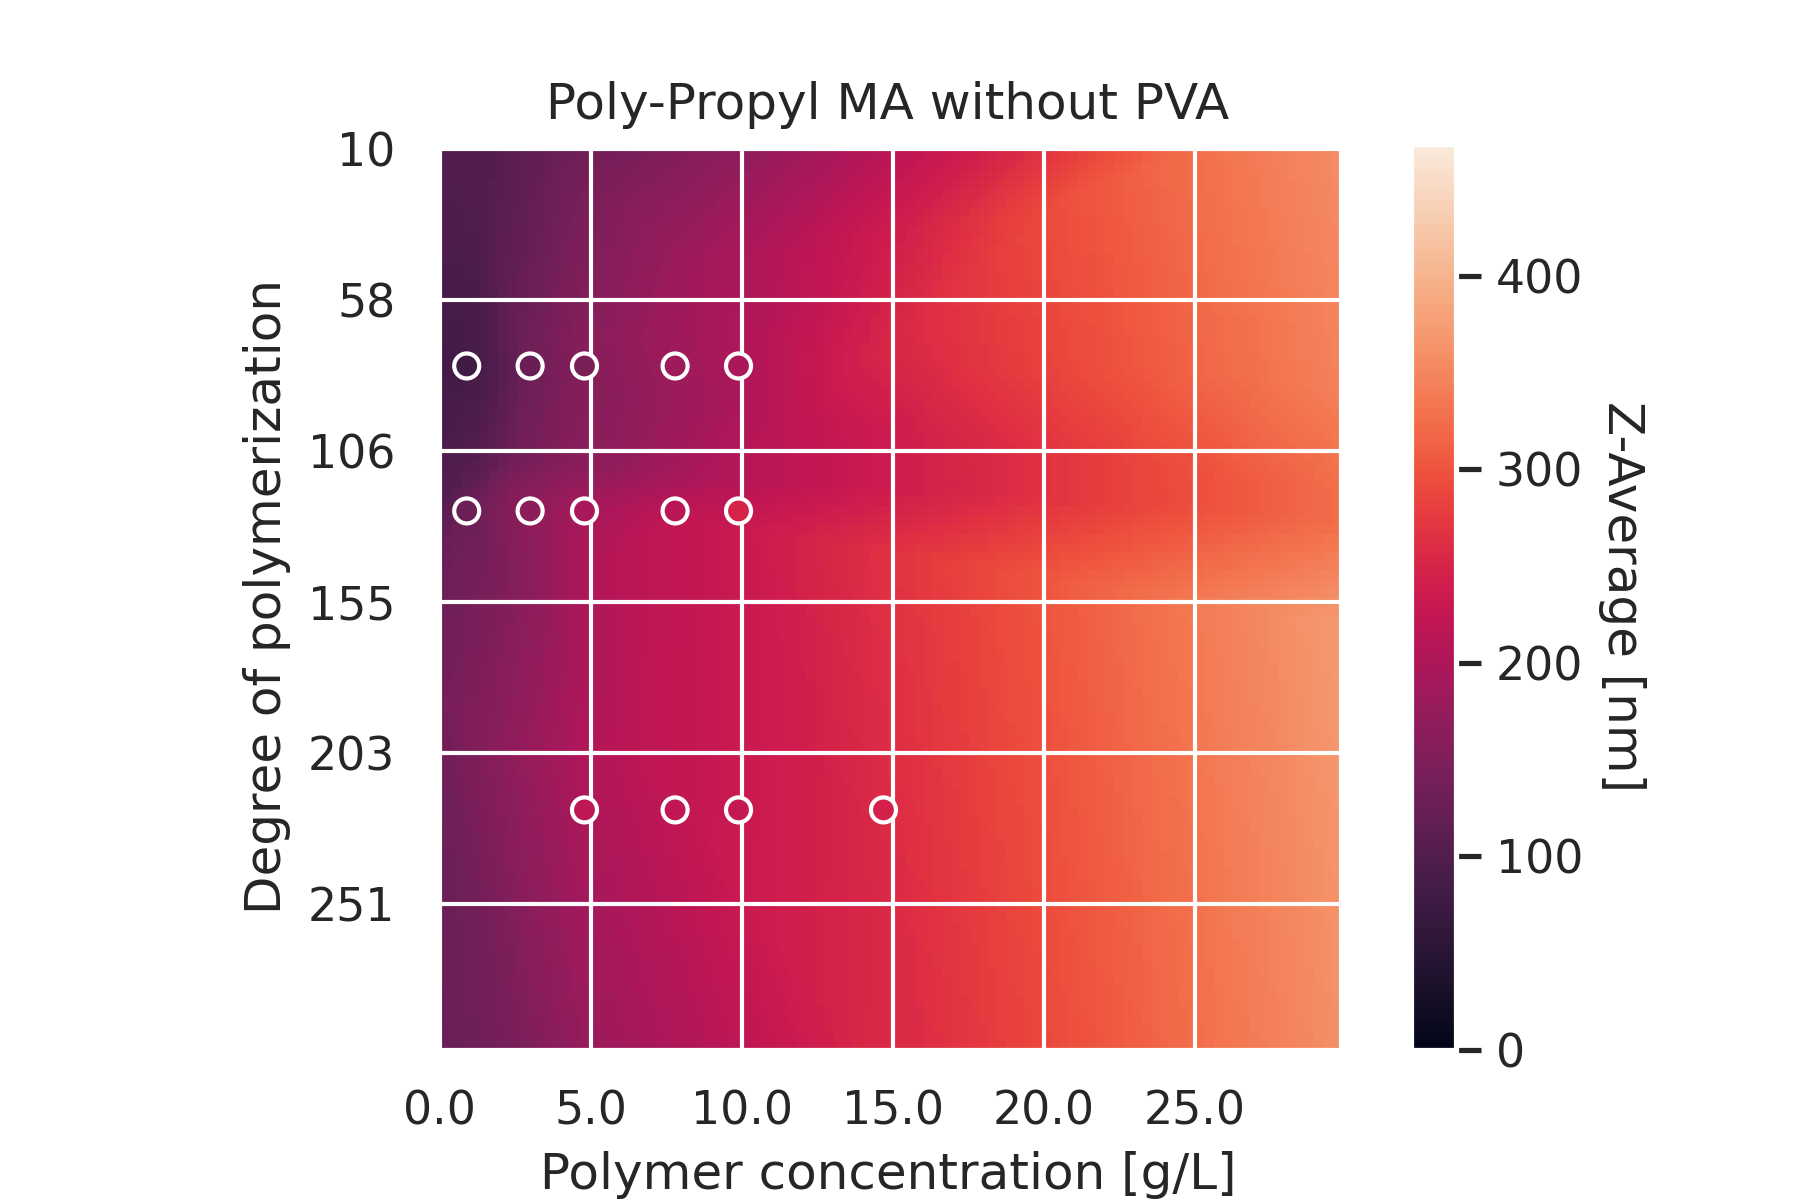 Poly-Propyl MA without PVA
10
58
106
155
203
251
Degree of polymerization
0.0 5.0 10.0 15.0 20.0 25.0
Polymer concentration [g/L]
400
300
200
100
0
Z-Average [nm]